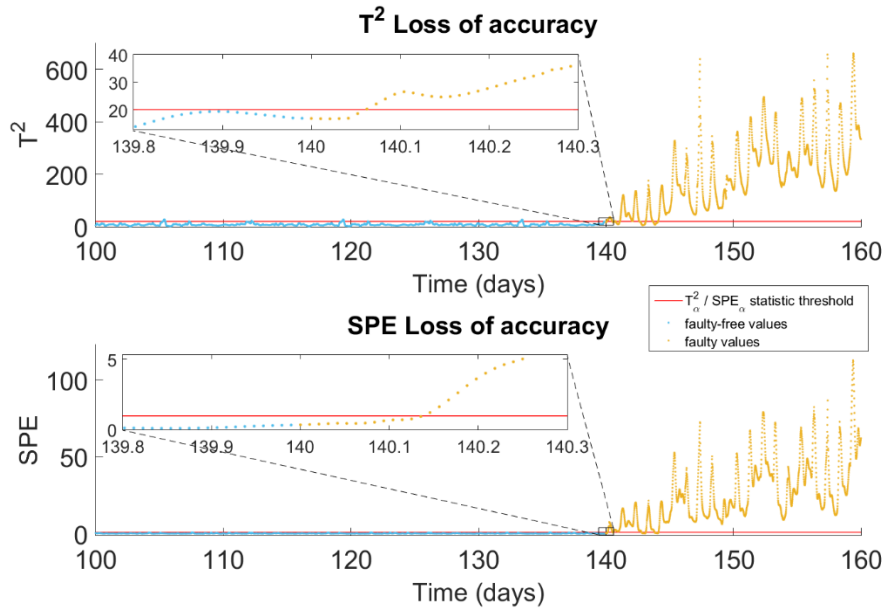 T² Loss of accuracy
T²
600
400
200
0
40
30
20
139.8 139.9 140 140.1 140.2 140.3
100 110 120 130 140 150 160
Time (days)
T²α / SPEα statistic threshold
faulty-free values
faulty values
SPE Loss of accuracy
SPE
100
50
0
5
0
139.8 139.9 140 140.1 140.2 140.3
100 110 120 130 140 150 160
Time (days)